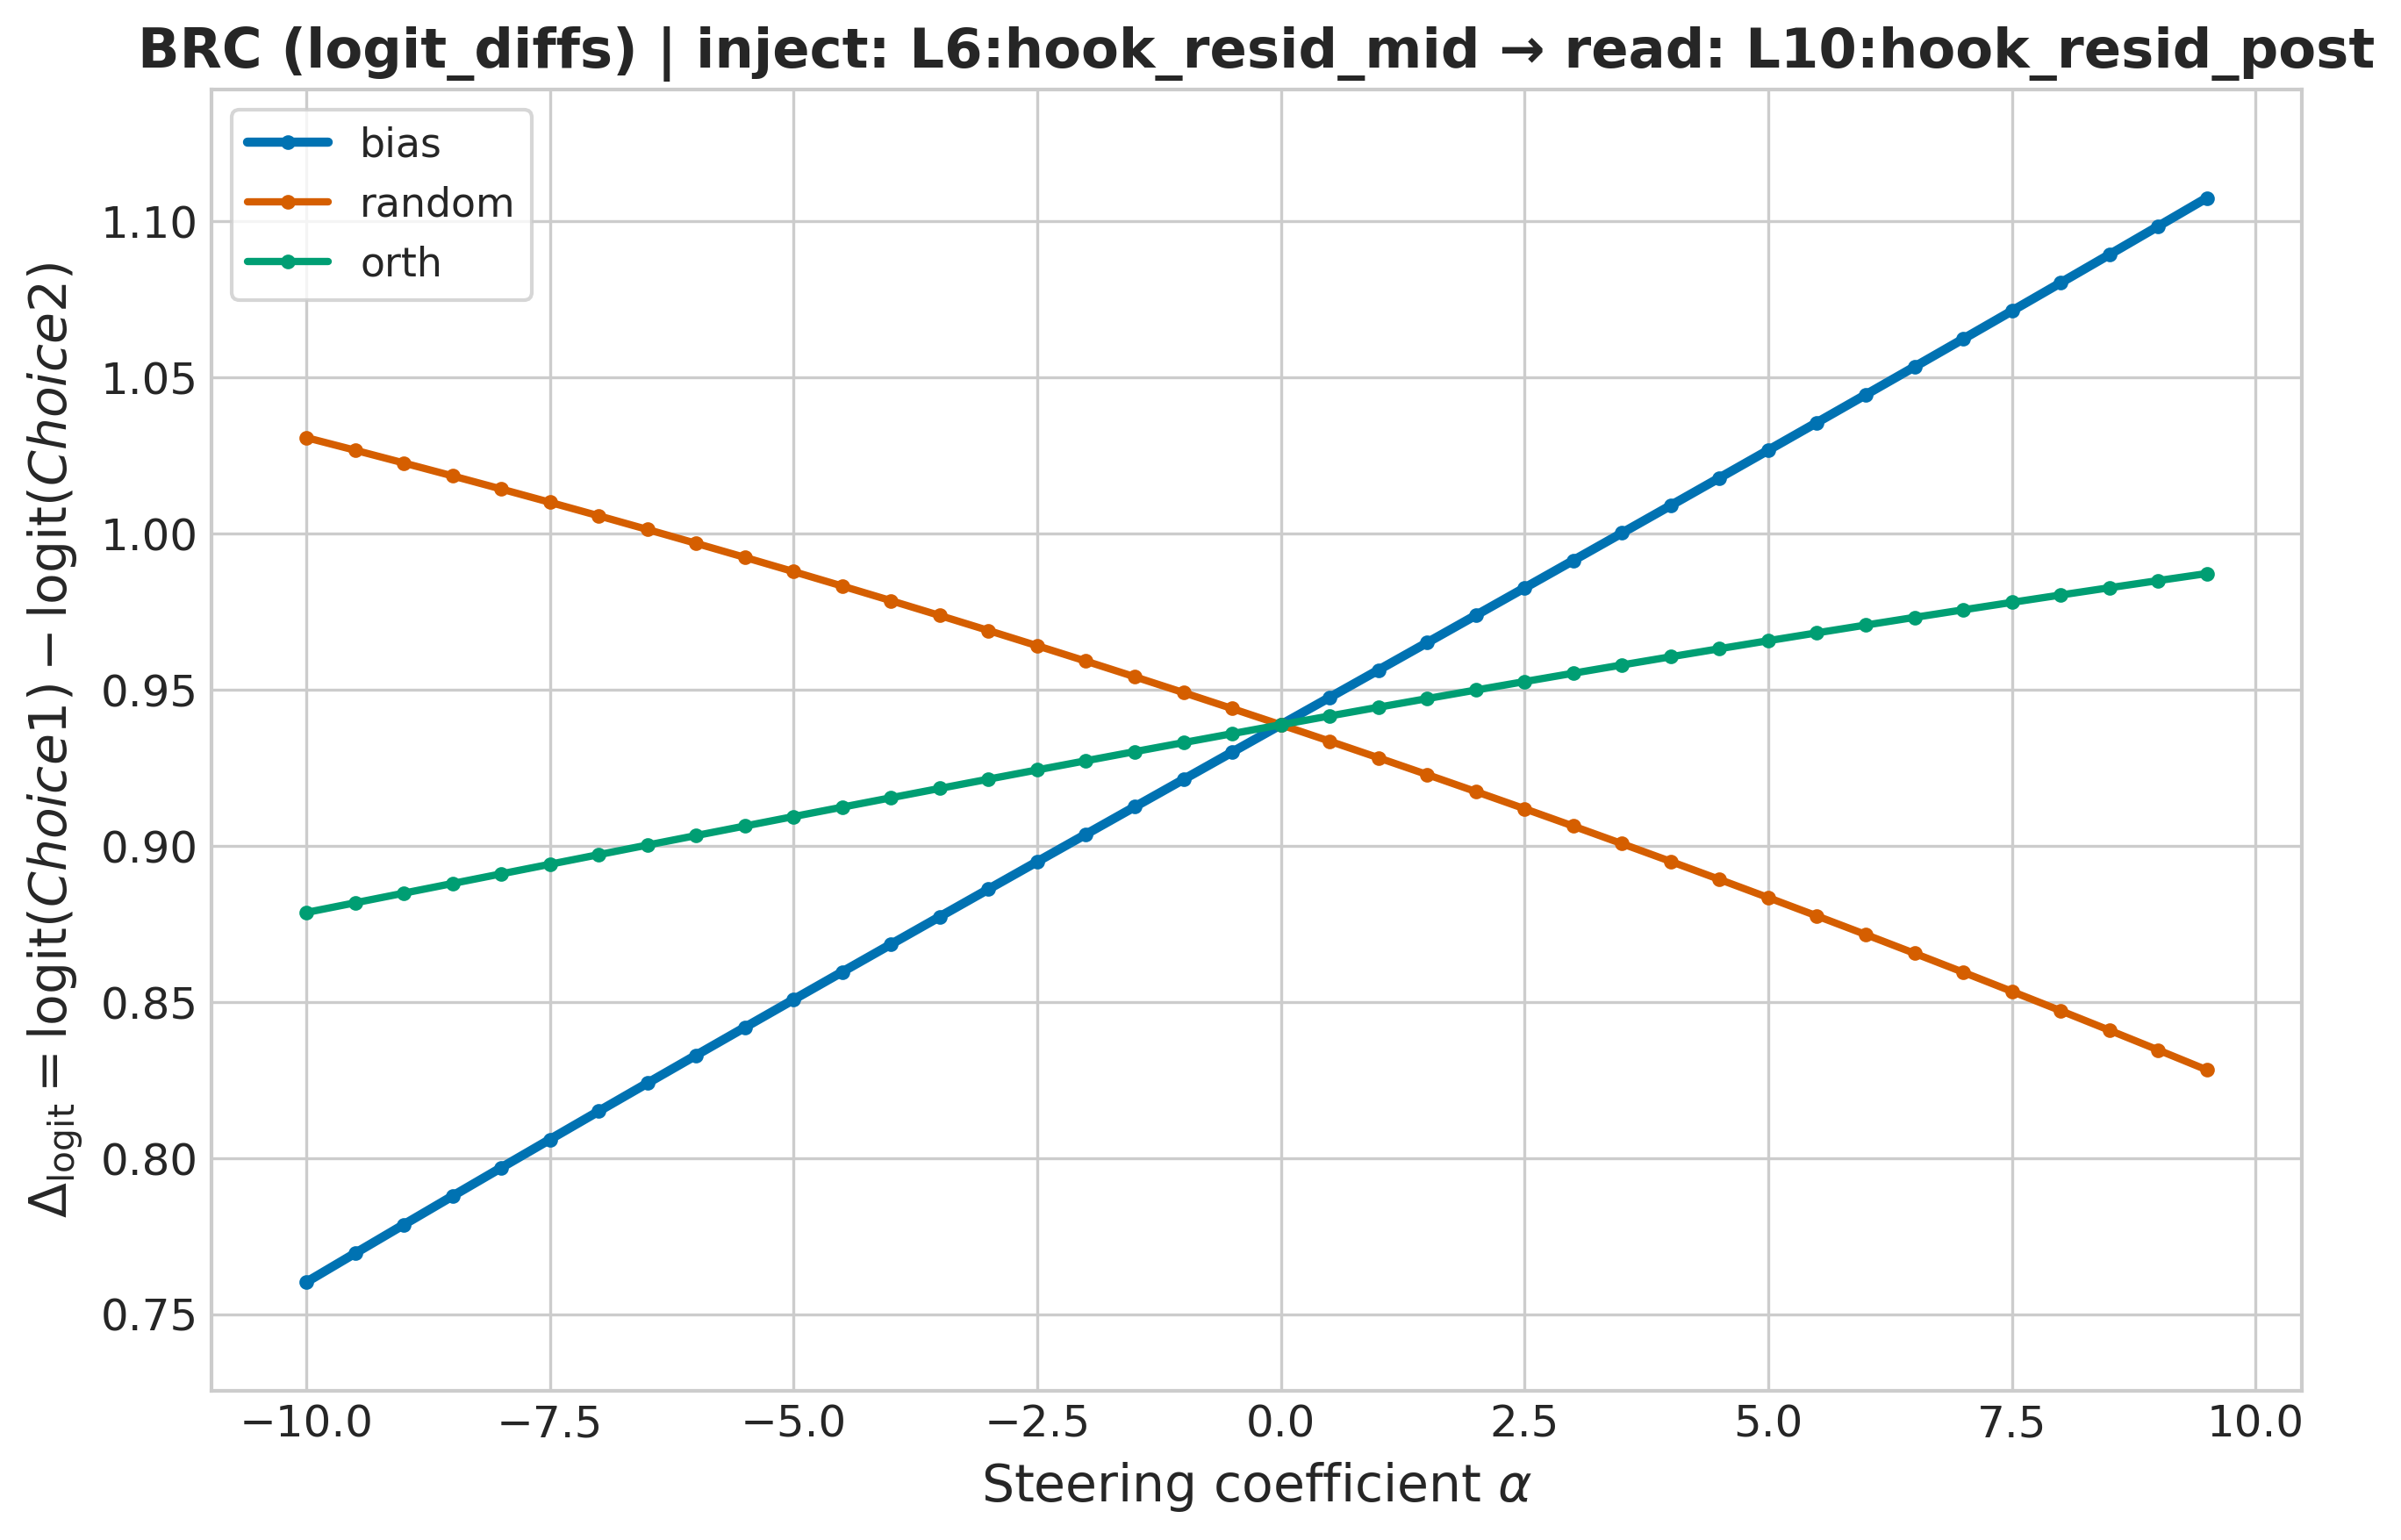 BRC (logit_diffs) | inject: L6:hook_resid_mid → read: L10:hook_resid_post
bias
random
orth
Δlogit = logit(Choice1) − logit(Choice2)
1.10
1.05
1.00
0.95
0.90
0.85
0.80
0.75
−10.0 −7.5 −5.0 −2.5 0.0 2.5 5.0 7.5 10.0
Steering coefficient α